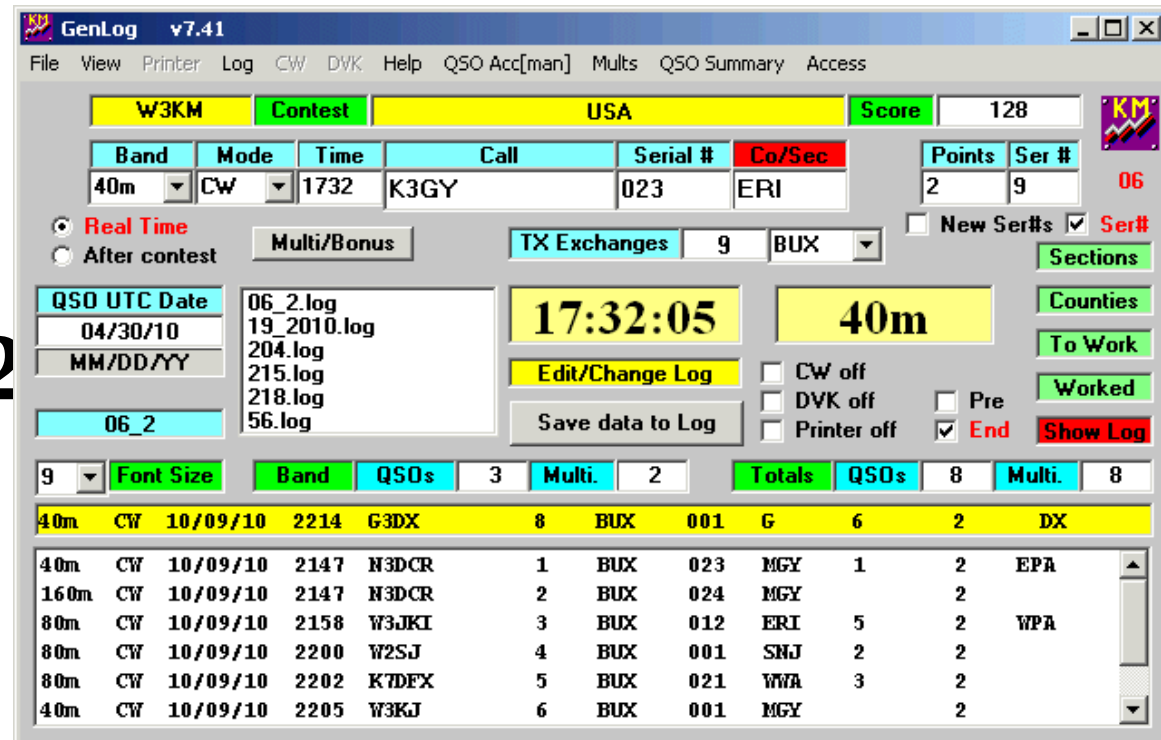 KM GenLog v7.41
File View Printer Log CW DVK Help QSO Acc[man] Mults QSO Summary Access
W3KM Contest USA Score 128 KM
Band Mode Time Call Serial # Co/Sec Points Ser #
40m CW 1732 K3GY 023 ERI 2 9 06
Real Time New Ser#s Ser#
After contest Multi/Bonus TX Exchanges 9 BUX
Sections
QSO UTC Date 06_2.log 17:32:05 40m Counties
04/30/10 19_2010.log
MM/DD/YY 204.log To Work
215.log Edit/Change Log CW off
218.log DVK off Pre Worked
06_2 56.log Save data to Log Printer off End Show Log
9 Font Size Band QSOs 3 Multi. 2 Totals QSOs 8 Multi. 8
40m CW 10/09/10 2214 G3DX 8 BUX 001 G 6 2 DX
40m CW 10/09/10 2147 N3DCR 1 BUX 023 MGY 1 2 EPA
160m CW 10/09/10 2147 N3DCR 2 BUX 024 MGY 2
80m CW 10/09/10 2158 W3JKI 3 BUX 012 ERI 5 2 WPA
80m CW 10/09/10 2200 W2SJ 4 BUX 001 SNJ 2 2
80m CW 10/09/10 2202 K7DFX 5 BUX 021 WWA 3 2
40m CW 10/09/10 2205 W3KJ 6 BUX 001 MGY 2